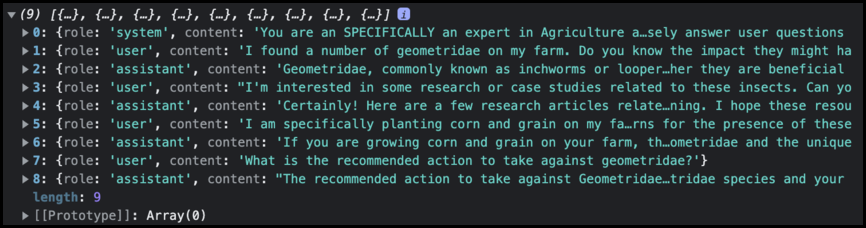 (9) [{…}, {…}, {…}, {…}, {…}, {…}, {…}, {…}, {…}] i
0: {role: 'system', content: 'You are an SPECIFICALLY an expert in Agriculture a…sely answer user questions
1: {role: 'user', content: 'I found a number of geometridae on my farm. Do you know the impact they might ha
2: {role: 'assistant', content: 'Geometridae, commonly known as inchworms or looper…her they are beneficial
3: {role: 'user', content: "I'm interested in some research or case studies related to these insects. Can yo
4: {role: 'assistant', content: 'Certainly! Here are a few research articles relate…ning. I hope these resou
5: {role: 'user', content: 'I am specifically planting corn and grain on my fa…rns for the presence of these
6: {role: 'assistant', content: 'If you are growing corn and grain on your farm, th…ometridae and the unique
7: {role: 'user', content: 'What is the recommended action to take against geometridae?'}
8: {role: 'assistant', content: "The recommended action to take against Geometridae…tridae species and your
length: 9
[[Prototype]]: Array(0)